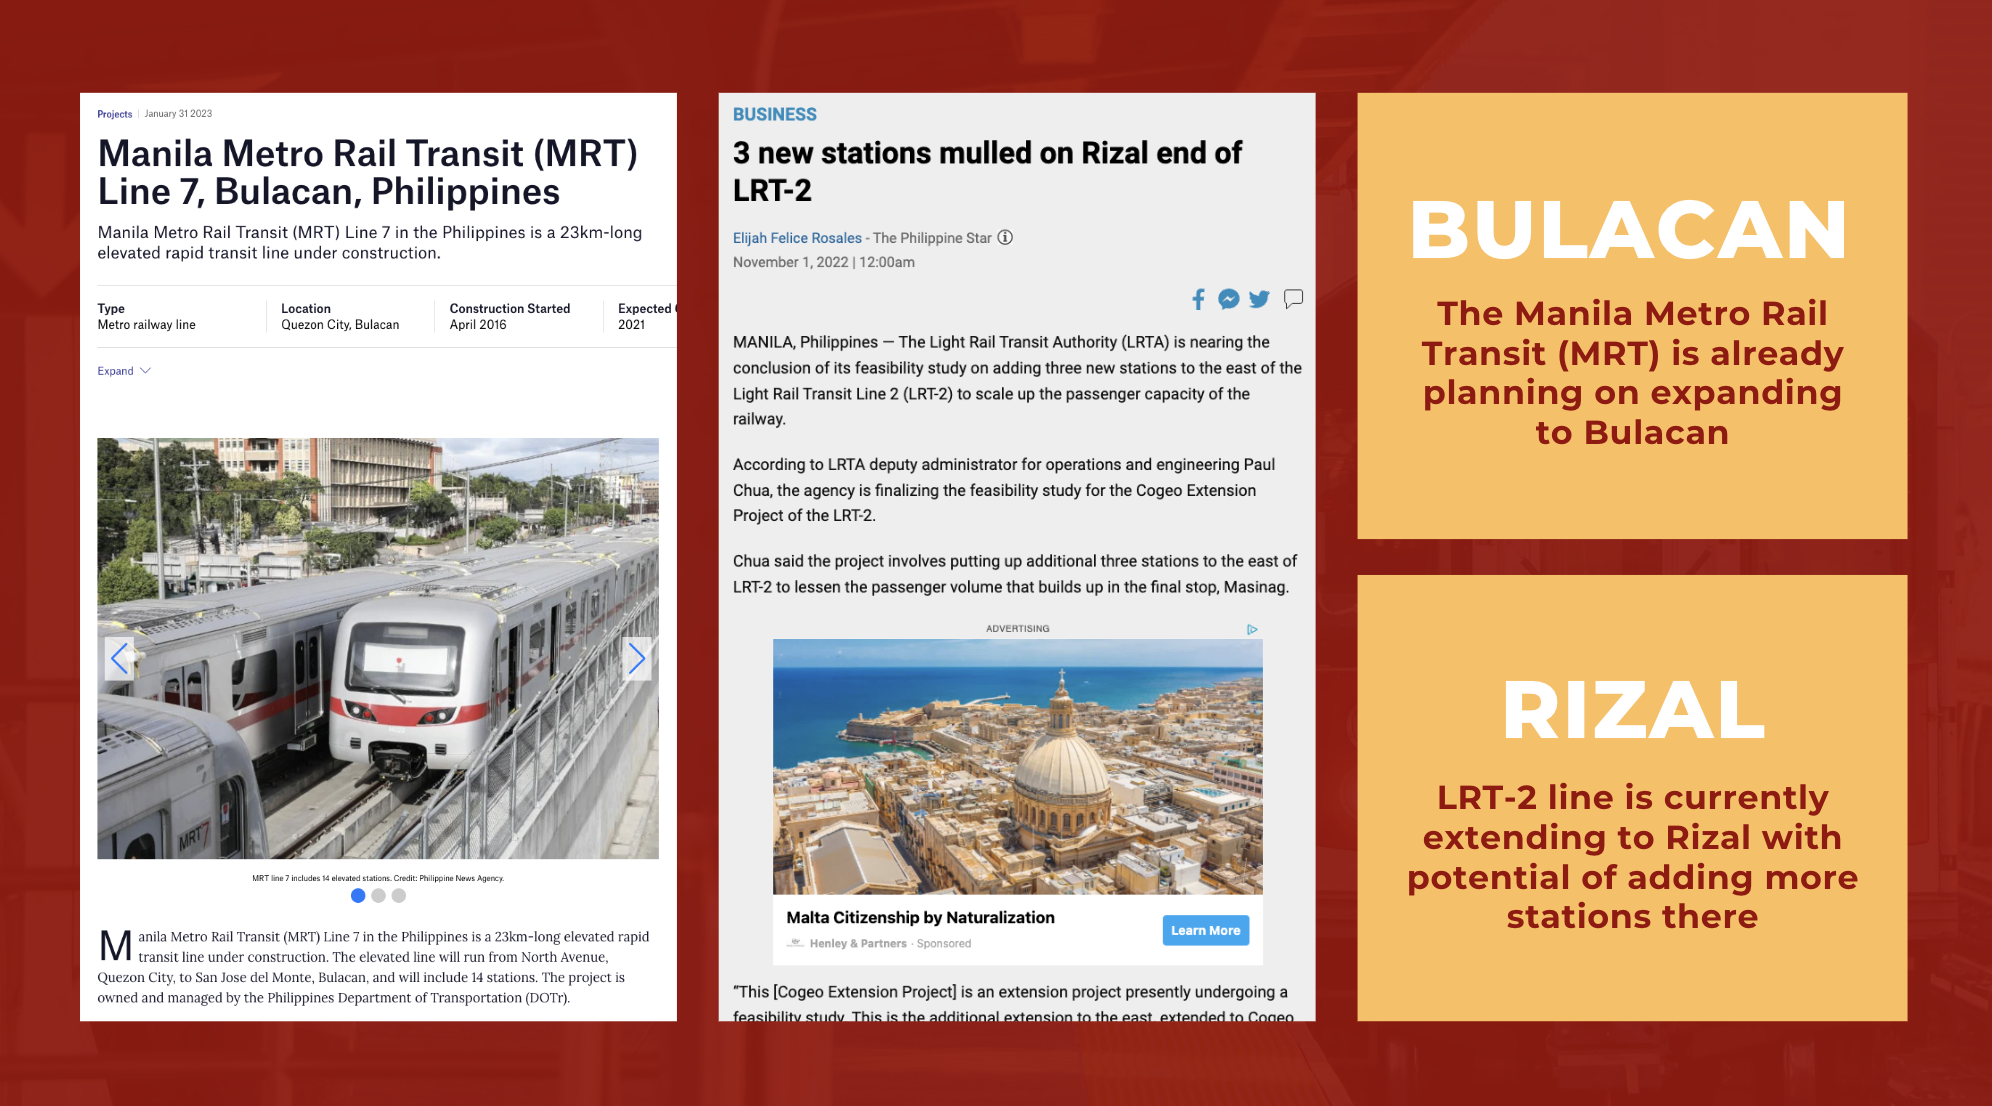 Projects | January 31 2023
Manila Metro Rail Transit (MRT)
Line 7, Bulacan, Philippines
Manila Metro Rail Transit (MRT) Line 7 in the Philippines is a 23km-long
elevated rapid transit line under construction.
Type
Metro railway line
Location
Quezon City, Bulacan
Construction Started
April 2016
Expected
2021
Expand
MRT7
MRT line 7 includes 14 elevated stations. Credit: Philippine News Agency.
Manila Metro Rail Transit (MRT) Line 7 in the Philippines is a 23km-long elevated rapid
transit line under construction. The elevated line will run from North Avenue,
Quezon City, to San Jose del Monte, Bulacan, and will include 14 stations. The project is
owned and managed by the Philippines Department of Transportation (DOTr).
BUSINESS
3 new stations mulled on Rizal end of
LRT-2
Elijah Felice Rosales - The Philippine Star
November 1, 2022 | 12:00am
MANILA, Philippines — The Light Rail Transit Authority (LRTA) is nearing the
conclusion of its feasibility study on adding three new stations to the east of the
Light Rail Transit Line 2 (LRT-2) to scale up the passenger capacity of the
railway.
According to LRTA deputy administrator for operations and engineering Paul
Chua, the agency is finalizing the feasibility study for the Cogeo Extension
Project of the LRT-2.
Chua said the project involves putting up additional three stations to the east of
LRT-2 to lessen the passenger volume that builds up in the final stop, Masinag.
ADVERTISING
Malta Citizenship by Naturalization
Henley & Partners · Sponsored
Learn More
“This [Cogeo Extension Project] is an extension project presently undergoing a
feasibility study. This is the additional extension to the east, extended to Cogeo
BULACAN
The Manila Metro Rail
Transit (MRT) is already
planning on expanding
to Bulacan
RIZAL
LRT-2 line is currently
extending to Rizal with
potential of adding more
stations there